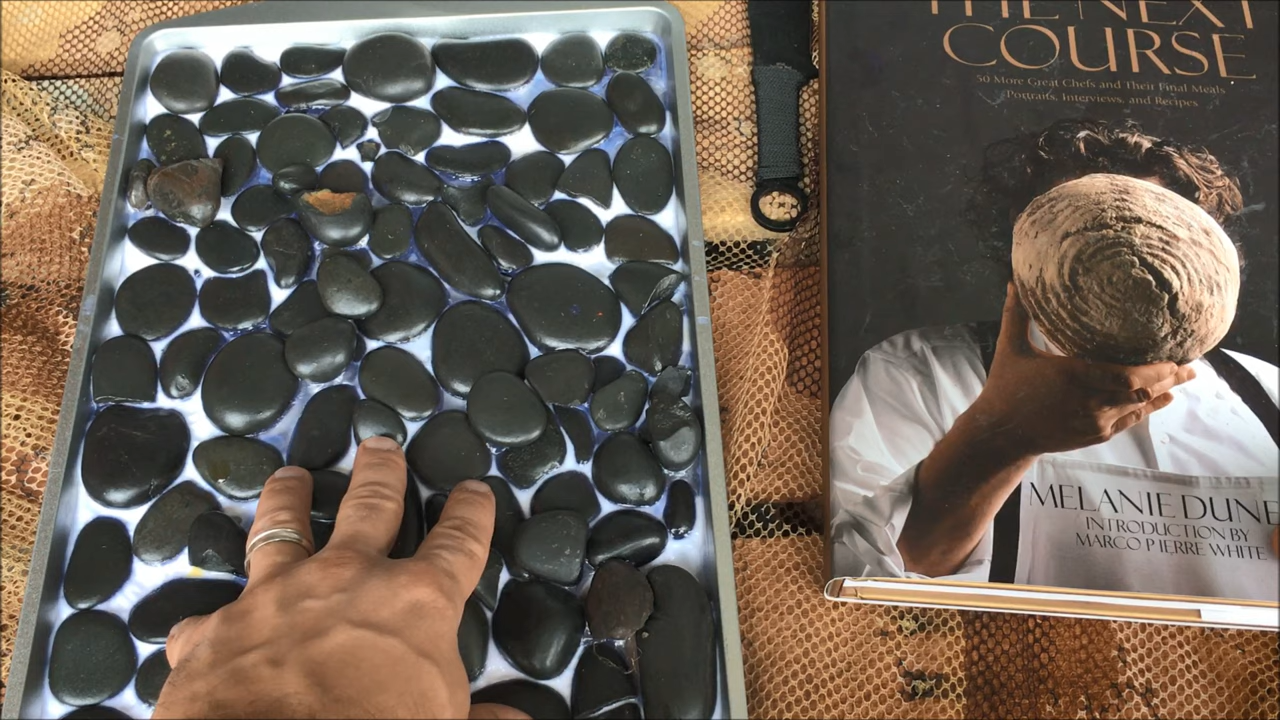 THE NEXT
COURSE
50 More Great Chefs and Their Final Meals
Portraits, Interviews, and Recipes
MELANIE DUNE
INTRODUCTION BY
MARCO PIERRE WHITE